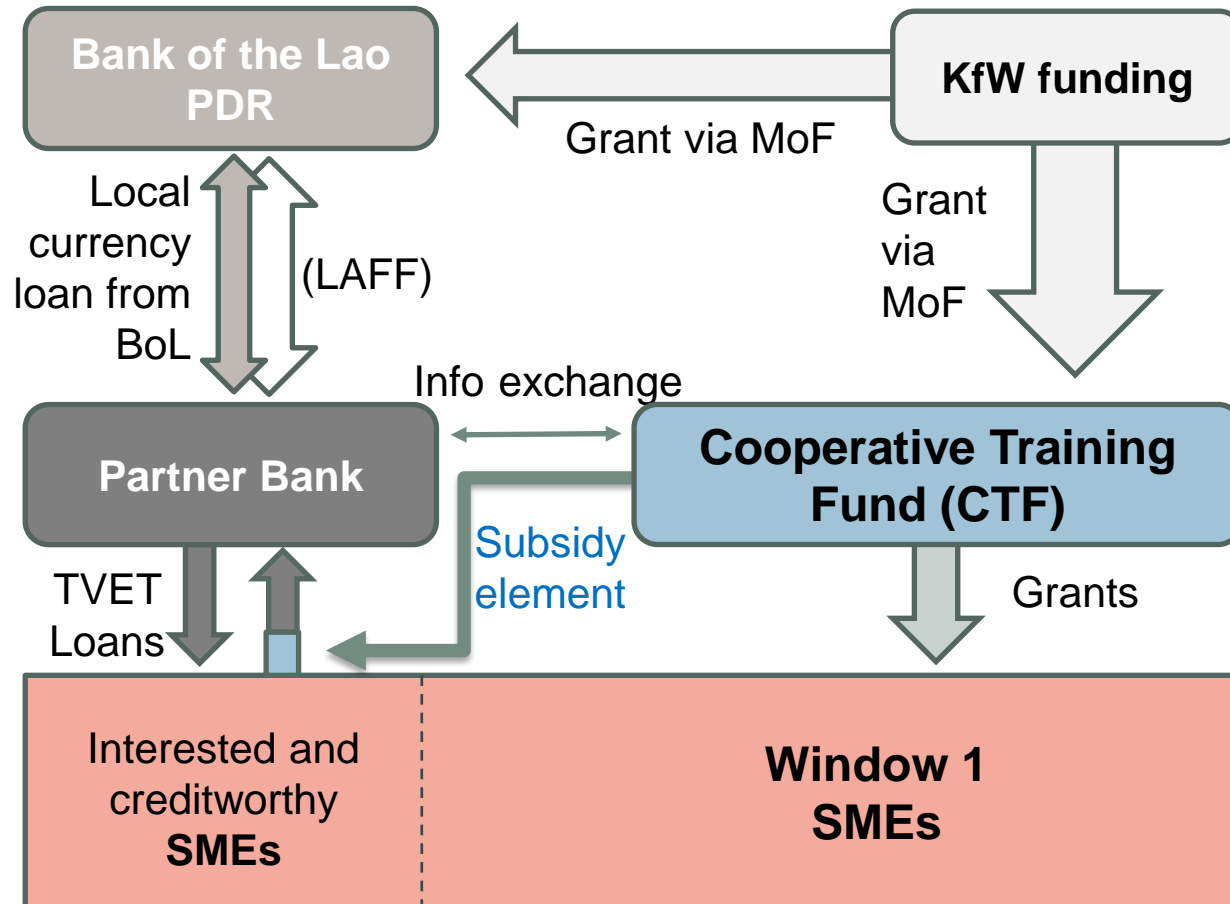 Bank of the Lao
PDR
KfW funding
Grant via MoF
Local
currency
loan from
BoL
(LAFF)
Grant
via
MoF
Info exchange
Partner Bank
Cooperative Training
Fund (CTF)
Subsidy
element
TVET
Loans
Grants
Interested and
creditworthy
SMEs
Window 1
SMEs